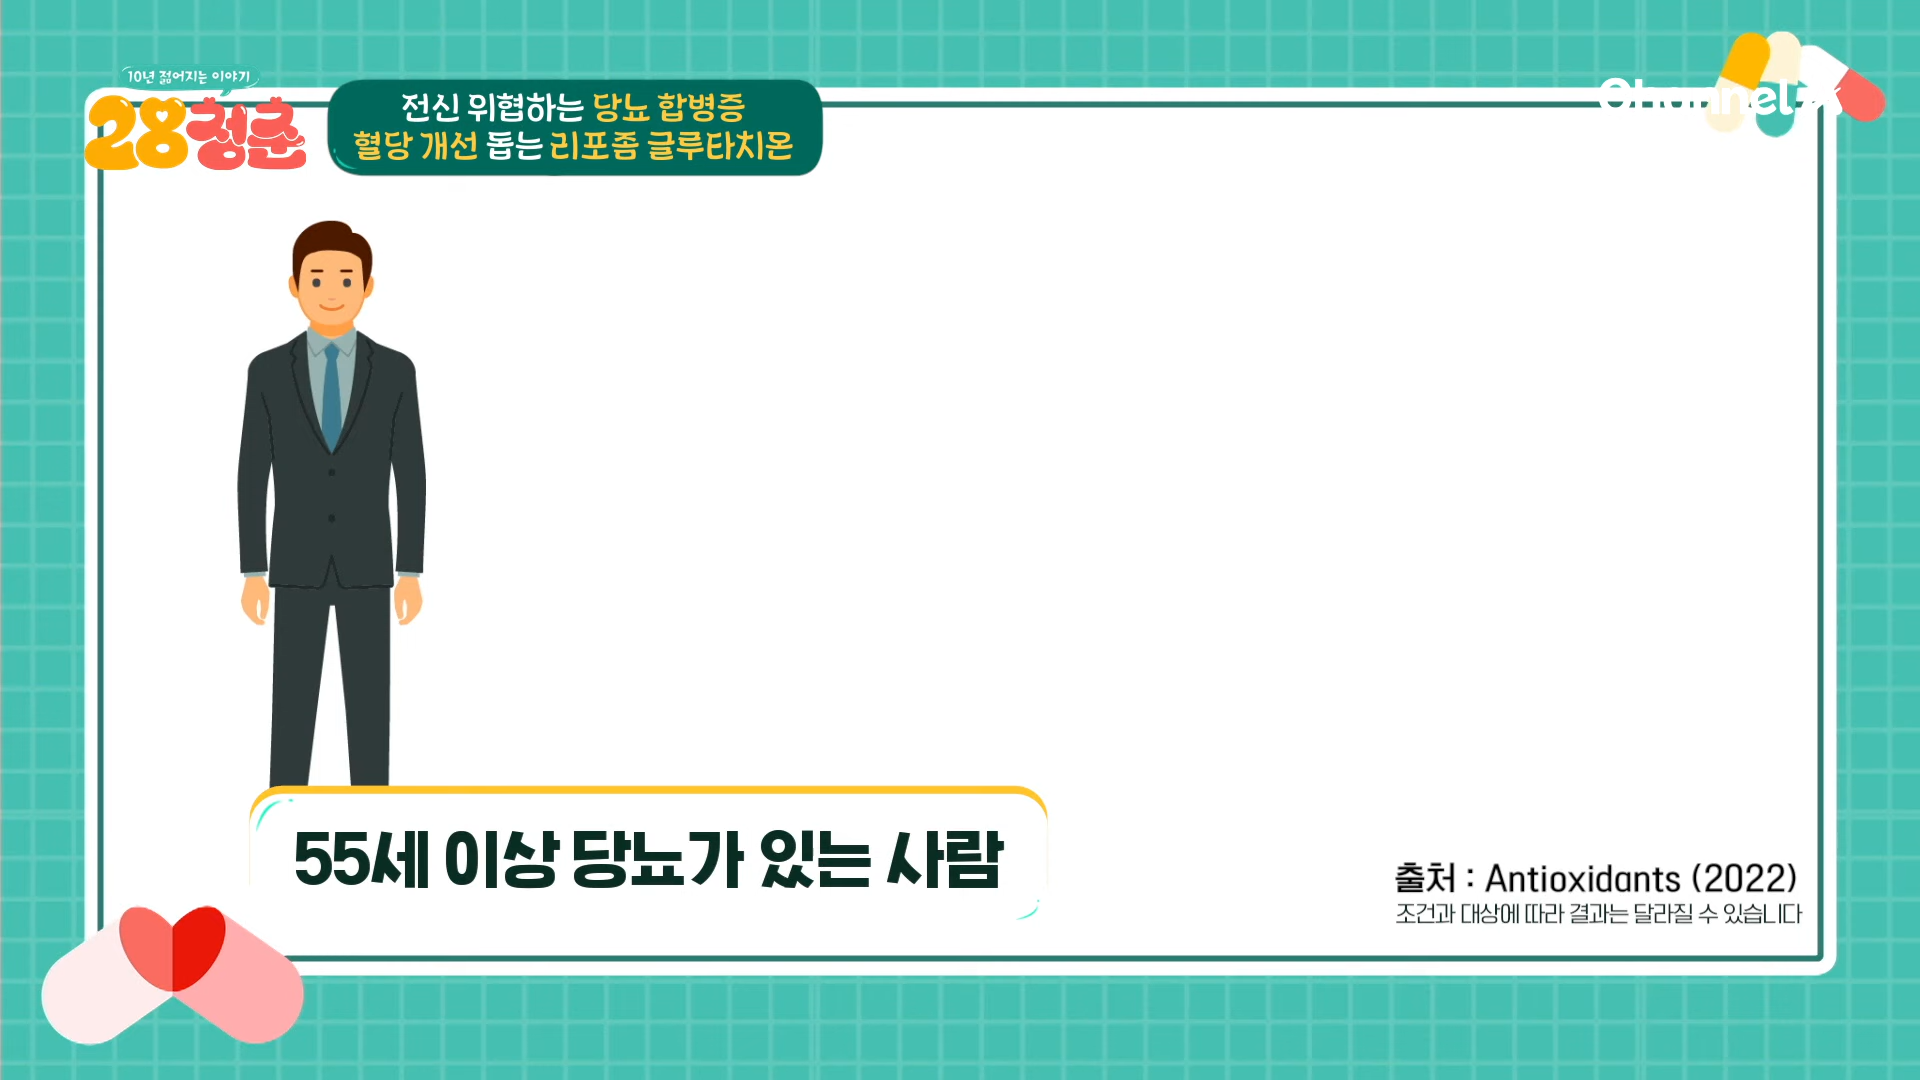 10년 젊어지는 이야기
28청춘
전신 위협하는 당뇨 합병증
혈당 개선 돕는 리포좀 글루타치온
Channel A
55세 이상 당뇨가 있는 사람
출처 : Antioxidants (2022)
조건과 대상에 따라 결과는 달라질 수 있습니다